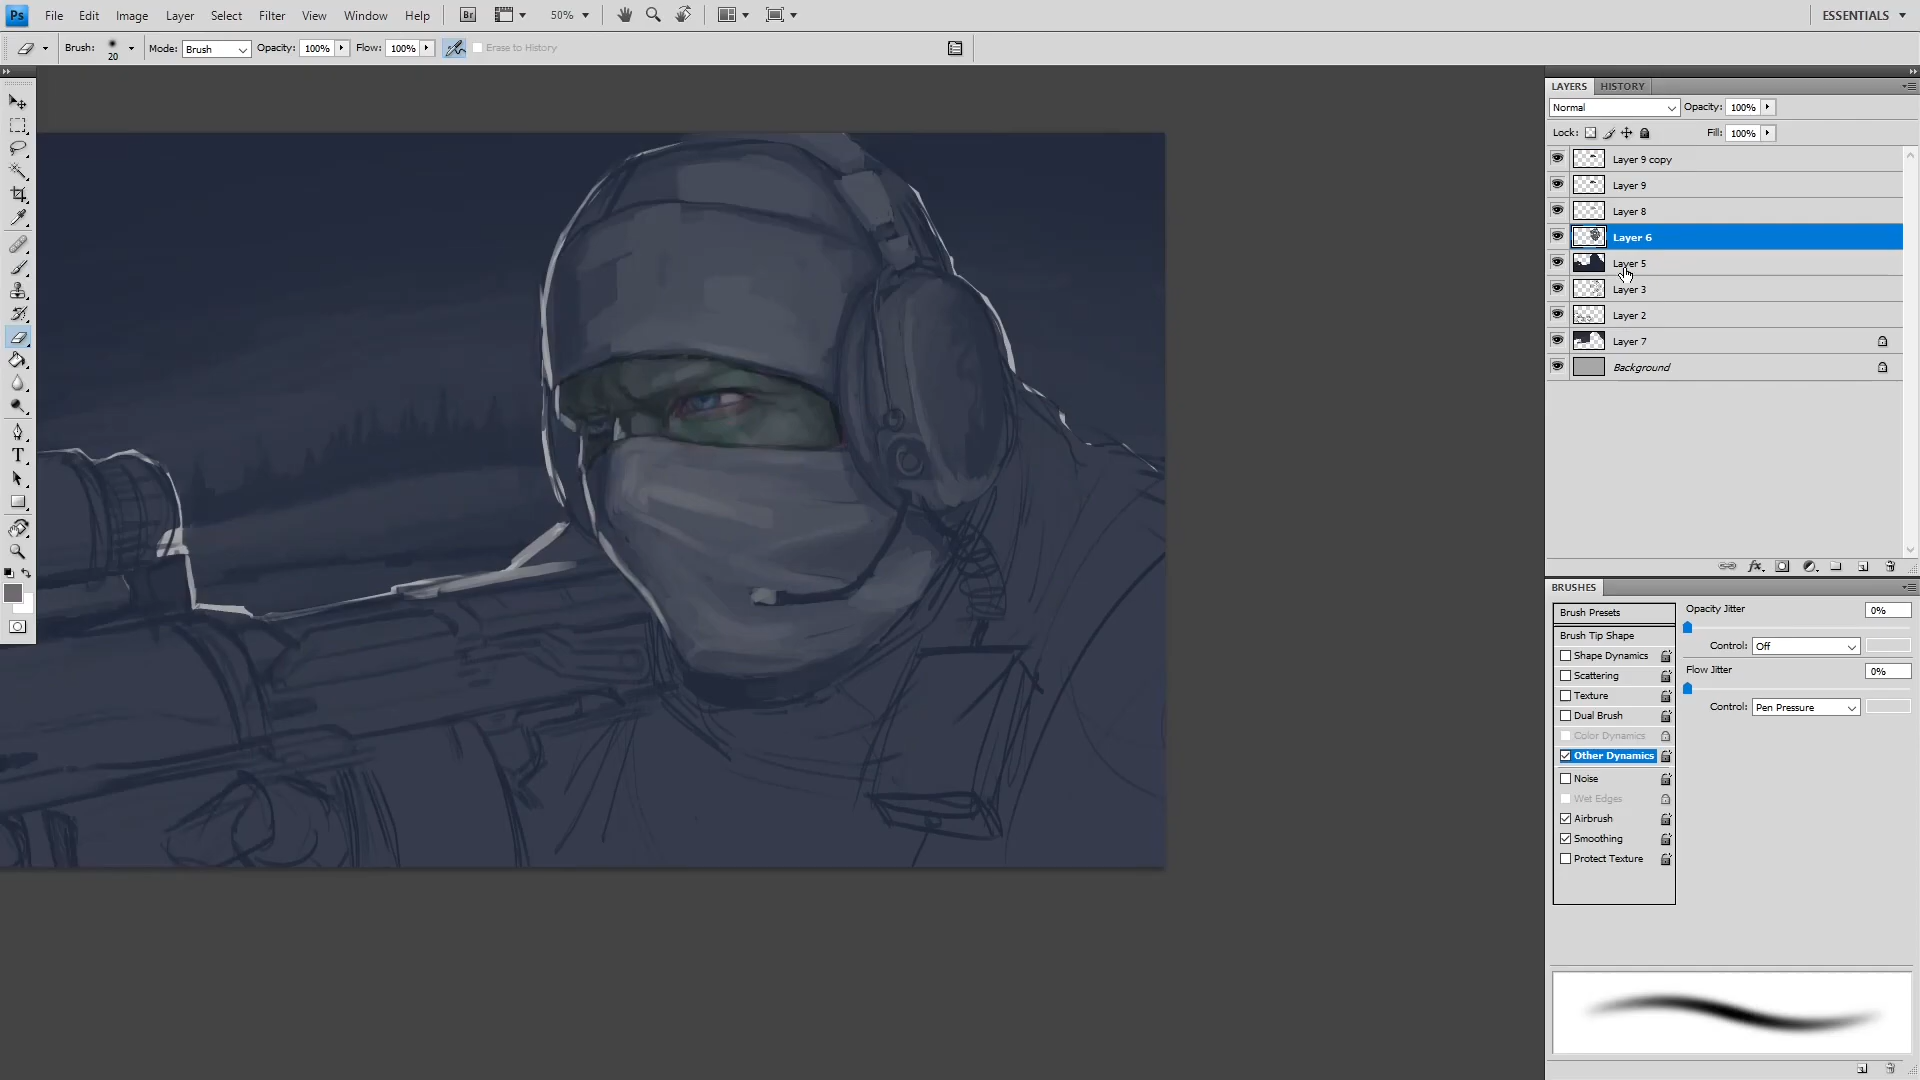 Ps File Edit Image Layer Select Filter View Window Help Br 50% ESSENTIALS
Brush: 20 Mode: Brush Opacity: 100% Flow: 100% Erase to History
LAYERS HISTORY
Normal Opacity: 100%
Lock: Fill: 100%
Layer 9 copy
Layer 9
Layer 8
Layer 6
Layer 5
Layer 3
Layer 2
Layer 7
Background
fx
BRUSHES
Brush Presets
Brush Tip Shape
Shape Dynamics
Scattering
Texture
Dual Brush
Color Dynamics
Other Dynamics
Noise
Wet Edges
Airbrush
Smoothing
Protect Texture
Opacity Jitter 0%
Control: Off
Flow Jitter 0%
Control: Pen Pressure
T